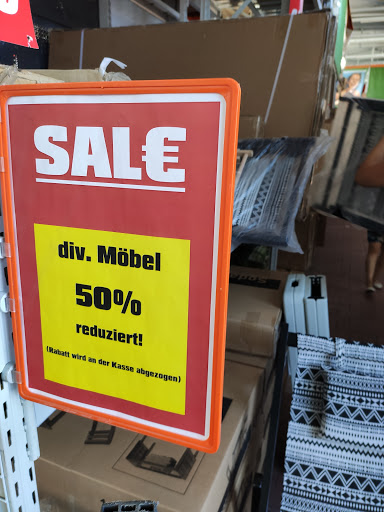 SAL€
div. Möbel
50%
reduziert!
(Rabatt wird an der Kasse abgezogen)